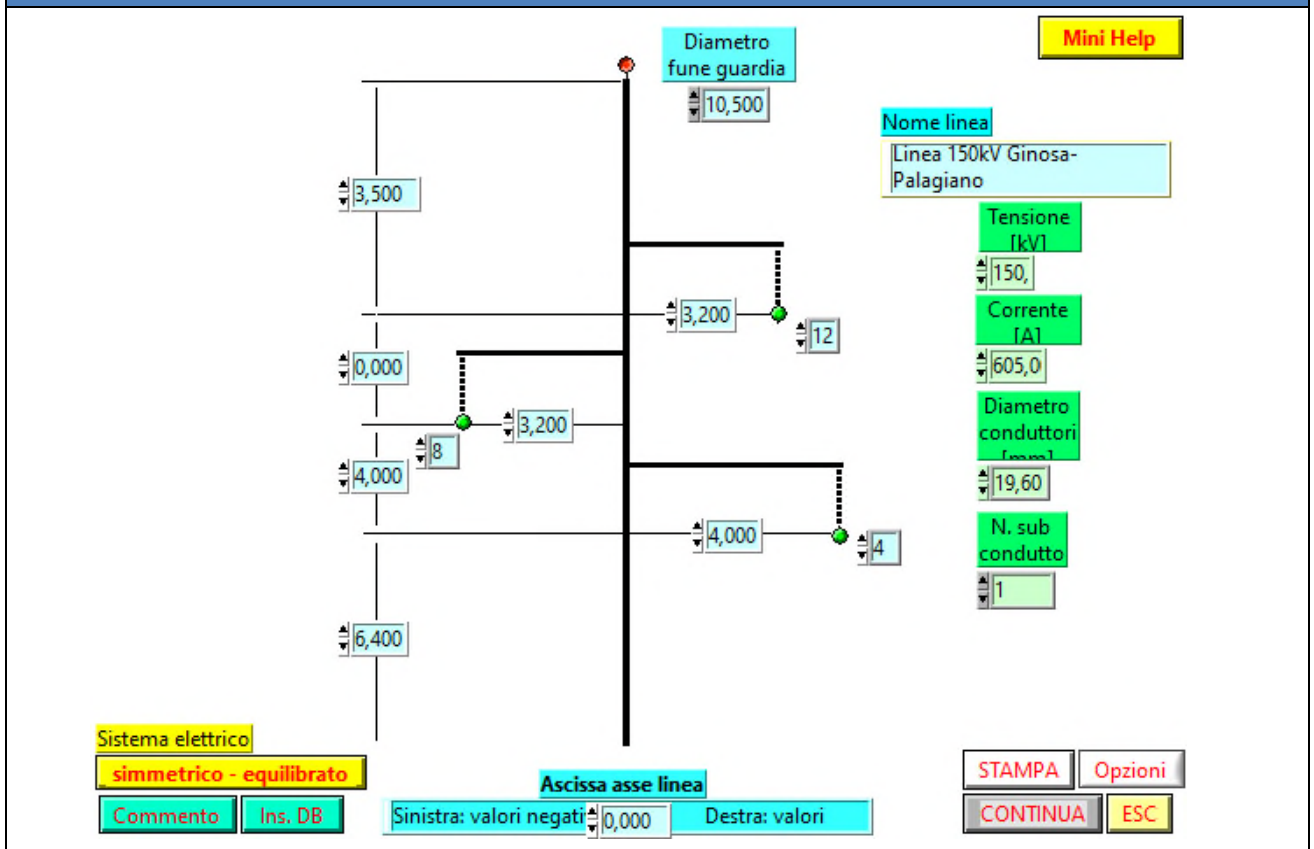 Diametro
fune guardia
10,500
Mini Help
Nome linea
Linea 150kV Ginosa-
Palagiano
3,500
Tensione
[kV]
150,
3,200
12
Corrente
[A]
605,0
0,000
3,200
8
Diametro
conduttori
[mm]
19,60
4,000
4,000
4
N. sub
condutto
1
6,400
Sistema elettrico
simmetrico - equilibrato
Commento
Ins. DB
Ascissa asse linea
Sinistra: valori negati
0,000
Destra: valori
STAMPA
Opzioni
CONTINUA
ESC